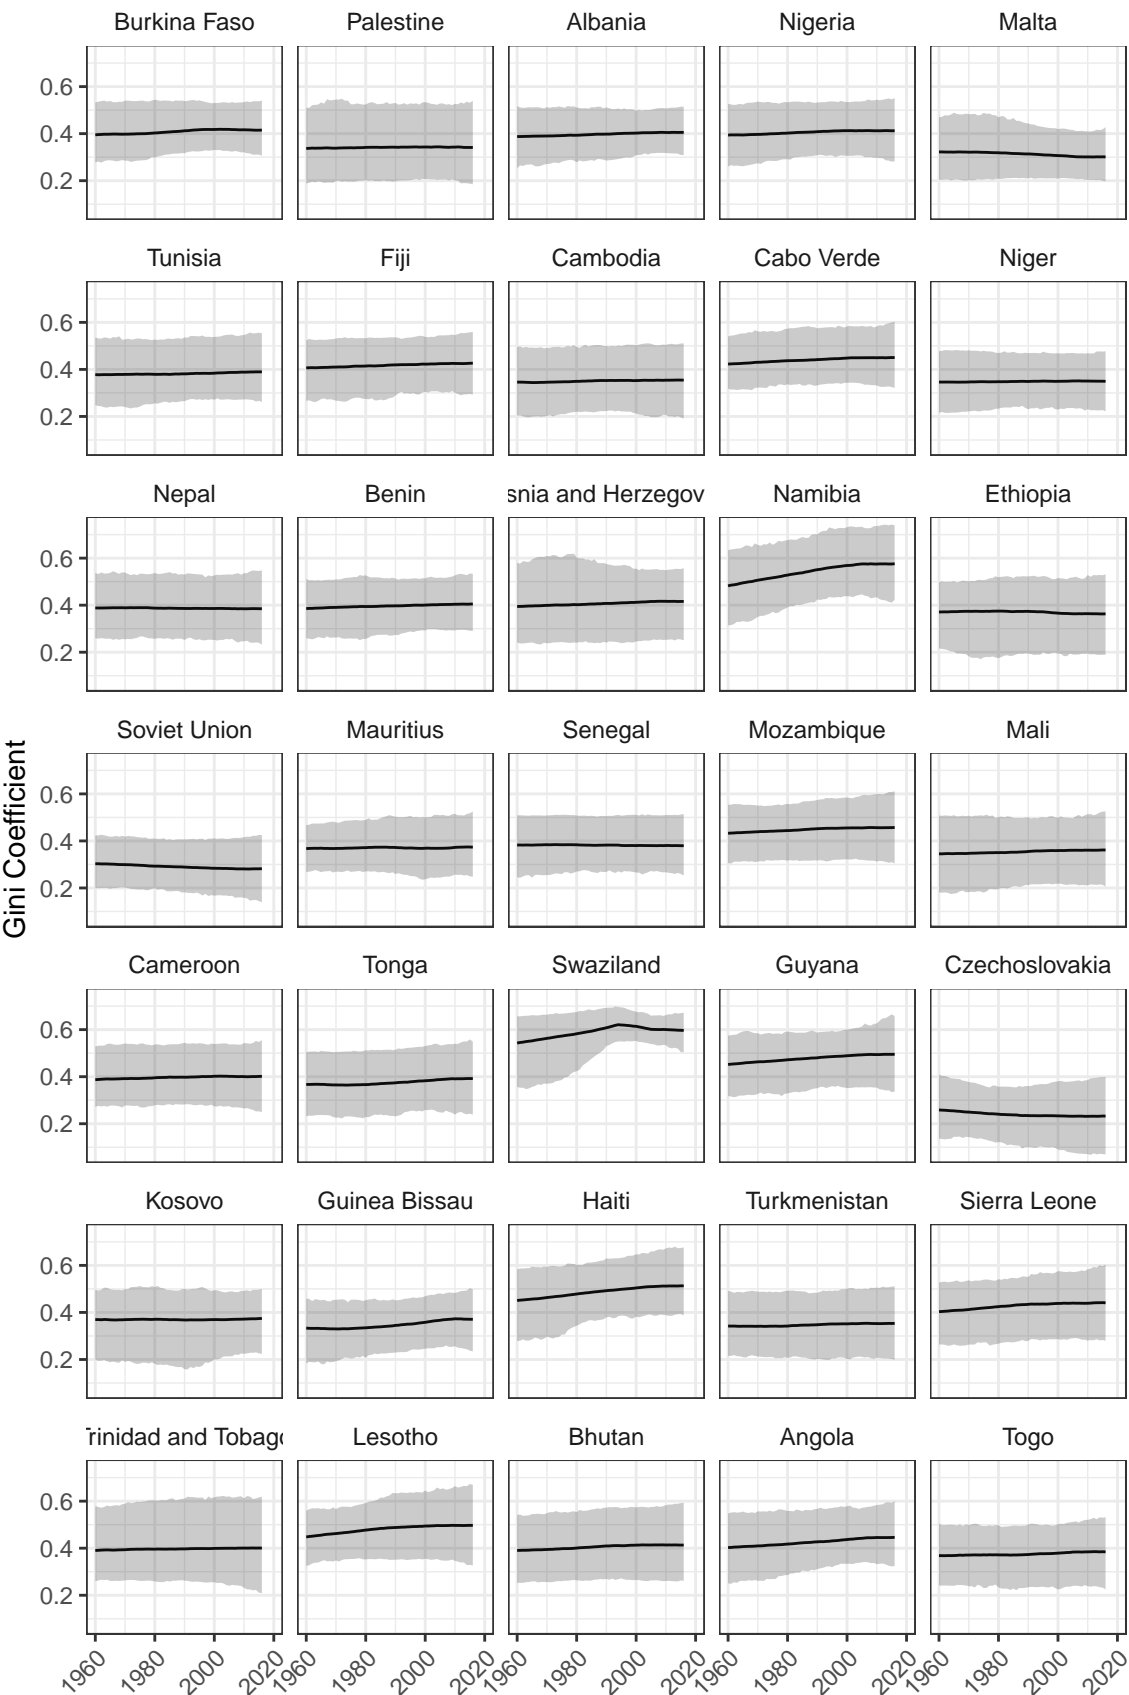 Burkina Faso Palestine Albania Nigeria Malta
0.6
0.4
0.2
Tunisia Fiji Cambodia Cabo Verde Niger
0.6
0.4
0.2
Nepal Benin snia and Herzegov Namibia Ethiopia
0.6
0.4
0.2
Soviet Union Mauritius Senegal Mozambique Mali
0.6
0.4
0.2
Gini Coefficient
Cameroon Tonga Swaziland Guyana Czechoslovakia
0.6
0.4
0.2
Kosovo Guinea Bissau Haiti Turkmenistan Sierra Leone
0.6
0.4
0.2
Trinidad and Tobago Lesotho Bhutan Angola Togo
0.6
0.4
0.2
1960 1980 2000 2020 1960 1980 2000 2020 1960 1980 2000 2020 1960 1980 2000 2020 1960 1980 2000 2020